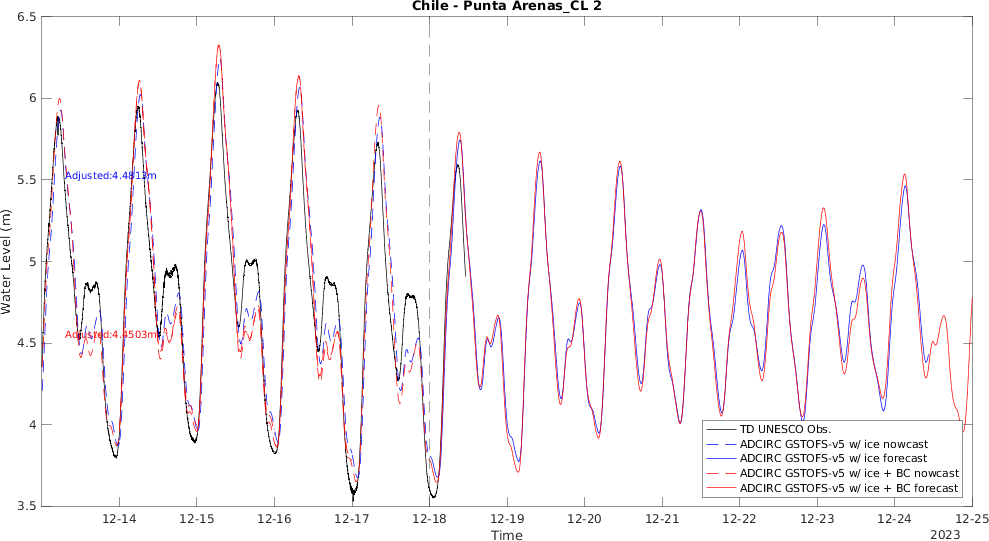 Chile - Punta Arenas_CL 2
6.5
6
5.5
5
4.5
4
3.5
Water Level (m)
Adjusted:4.4813m
Adjusted:4.4503m
TD UNESCO Obs.
ADCIRC GSTOFS-v5 w/ ice nowcast
ADCIRC GSTOFS-v5 w/ ice forecast
ADCIRC GSTOFS-v5 w/ ice + BC nowcast
ADCIRC GSTOFS-v5 w/ ice + BC forecast
12-14 12-15 12-16 12-17 12-18 12-19 12-20 12-21 12-22 12-23 12-24 12-25
Time
2023